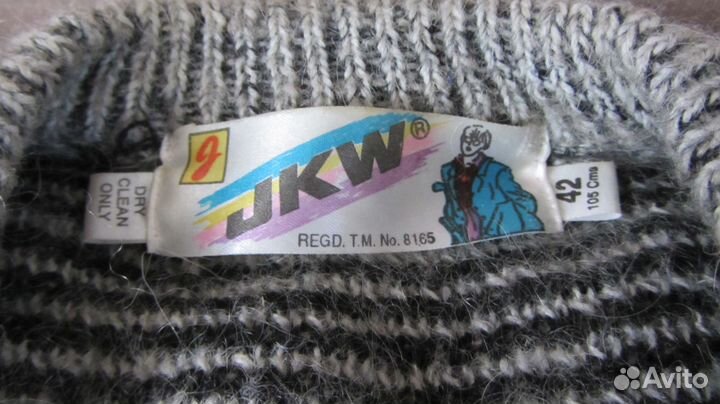 J
JKW®
REGD. T.M. No. 8165
DRY
CLEAN
ONLY
42
105 Cms
Avito